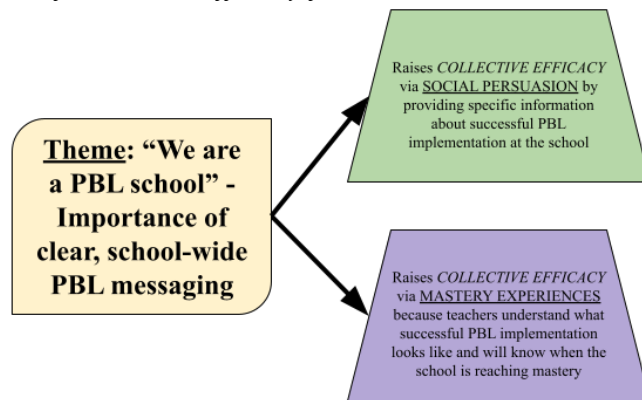 Theme: “We are
a PBL school” -
Importance of
clear, school-wide
PBL messaging
Raises COLLECTIVE EFFICACY
via SOCIAL PERSUASION by
providing specific information
about successful PBL
implementation at the school
Raises COLLECTIVE EFFICACY
via MASTERY EXPERIENCES
because teachers understand what
successful PBL implementation
looks like and will know when the
school is reaching mastery